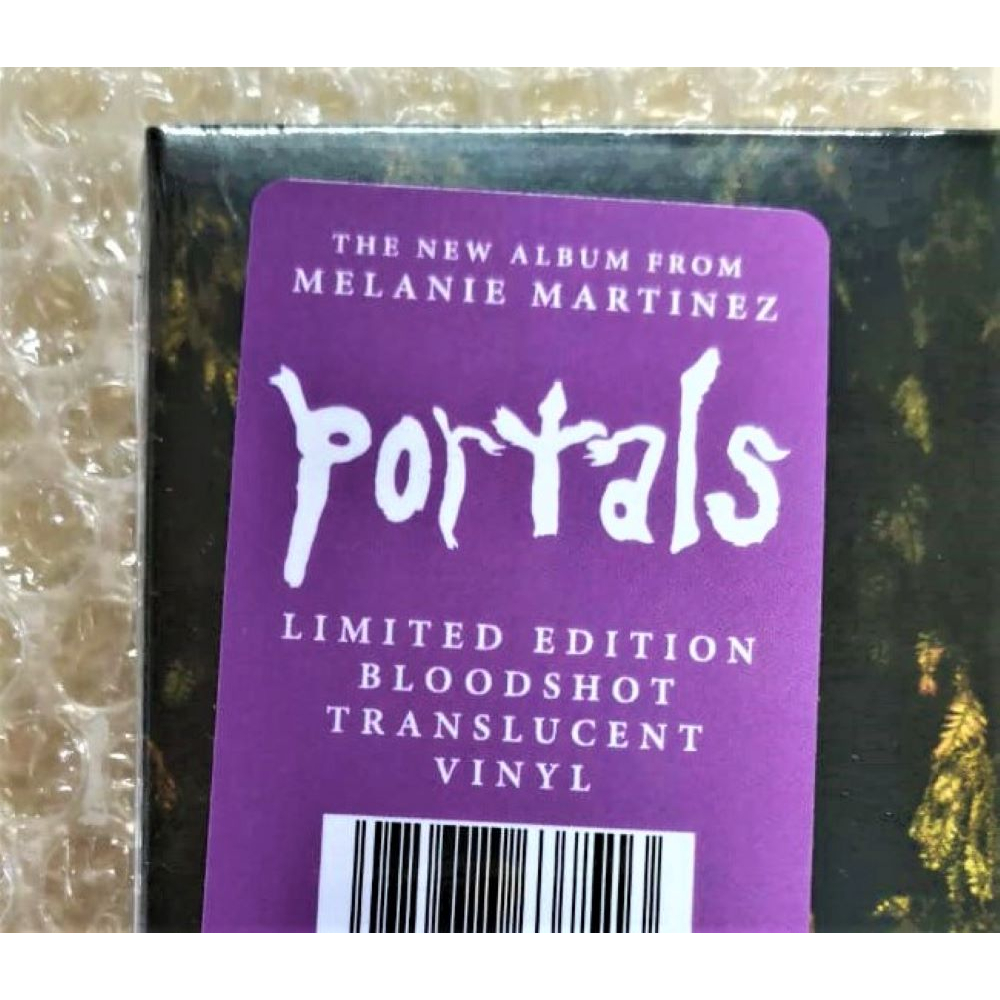 THE NEW ALBUM FROM
MELANIE MARTINEZ
portals
LIMITED EDITION
BLOODSHOT
TRANSLUCENT
VINYL